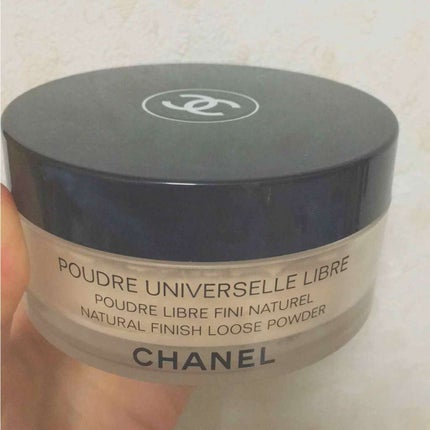 POUDRE UNIVERSELLE LIBRE
POUDRE LIBRE FINI NATUREL
NATURAL FINISH LOOSE POWDER
CHANEL